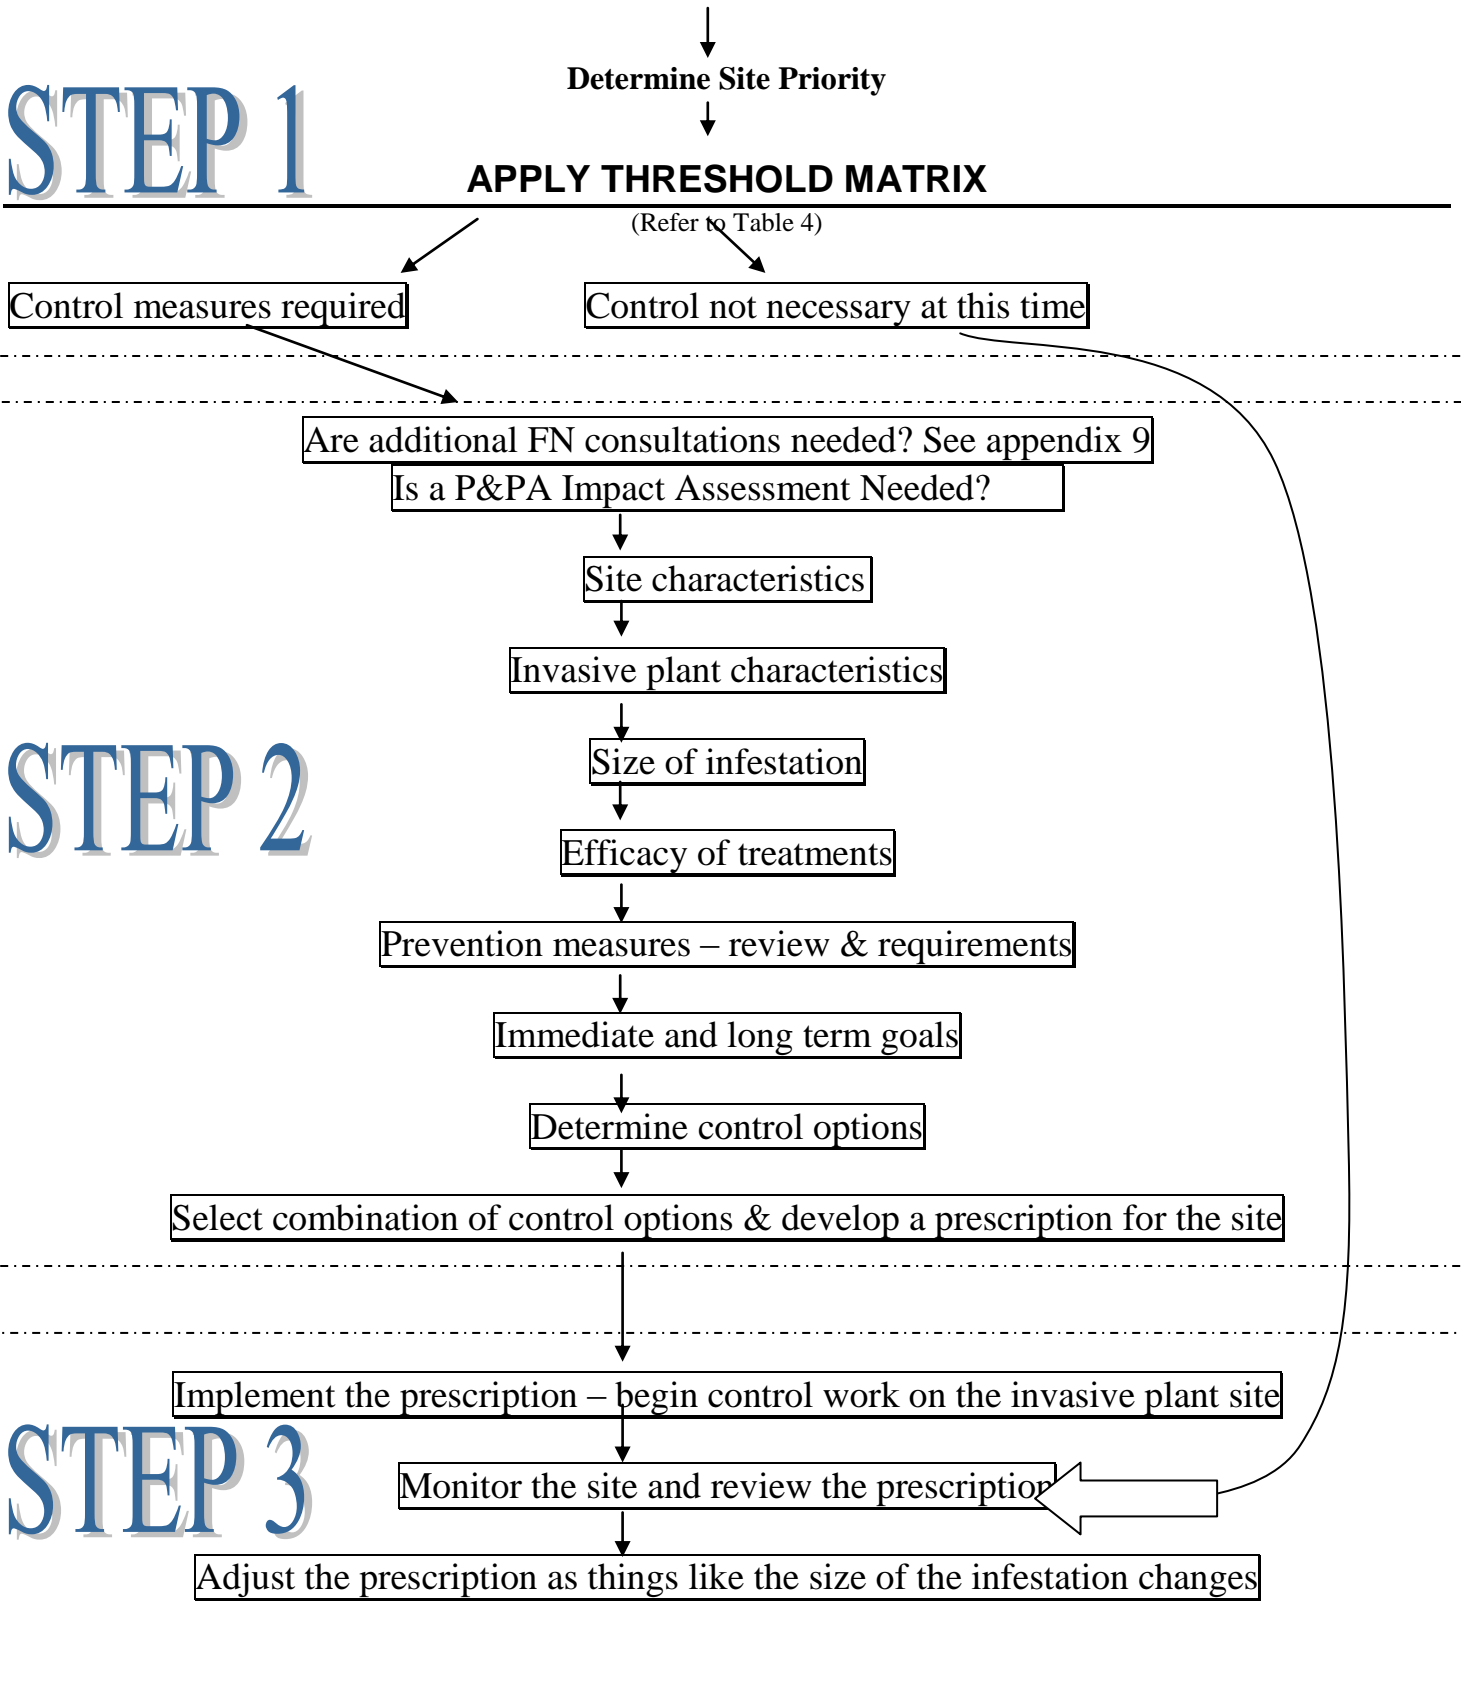 Determine Site Priority
STEP 1
APPLY THRESHOLD MATRIX
(Refer to Table 4)
Control measures required
Control not necessary at this time
Are additional FN consultations needed? See appendix 9
Is a P&PA Impact Assessment Needed?
Site characteristics
Invasive plant characteristics
STEP 2
Size of infestation
Efficacy of treatments
Prevention measures – review & requirements
Immediate and long term goals
Determine control options
Select combination of control options & develop a prescription for the site
Implement the prescription – begin control work on the invasive plant site
STEP 3
Monitor the site and review the prescription
Adjust the prescription as things like the size of the infestation changes